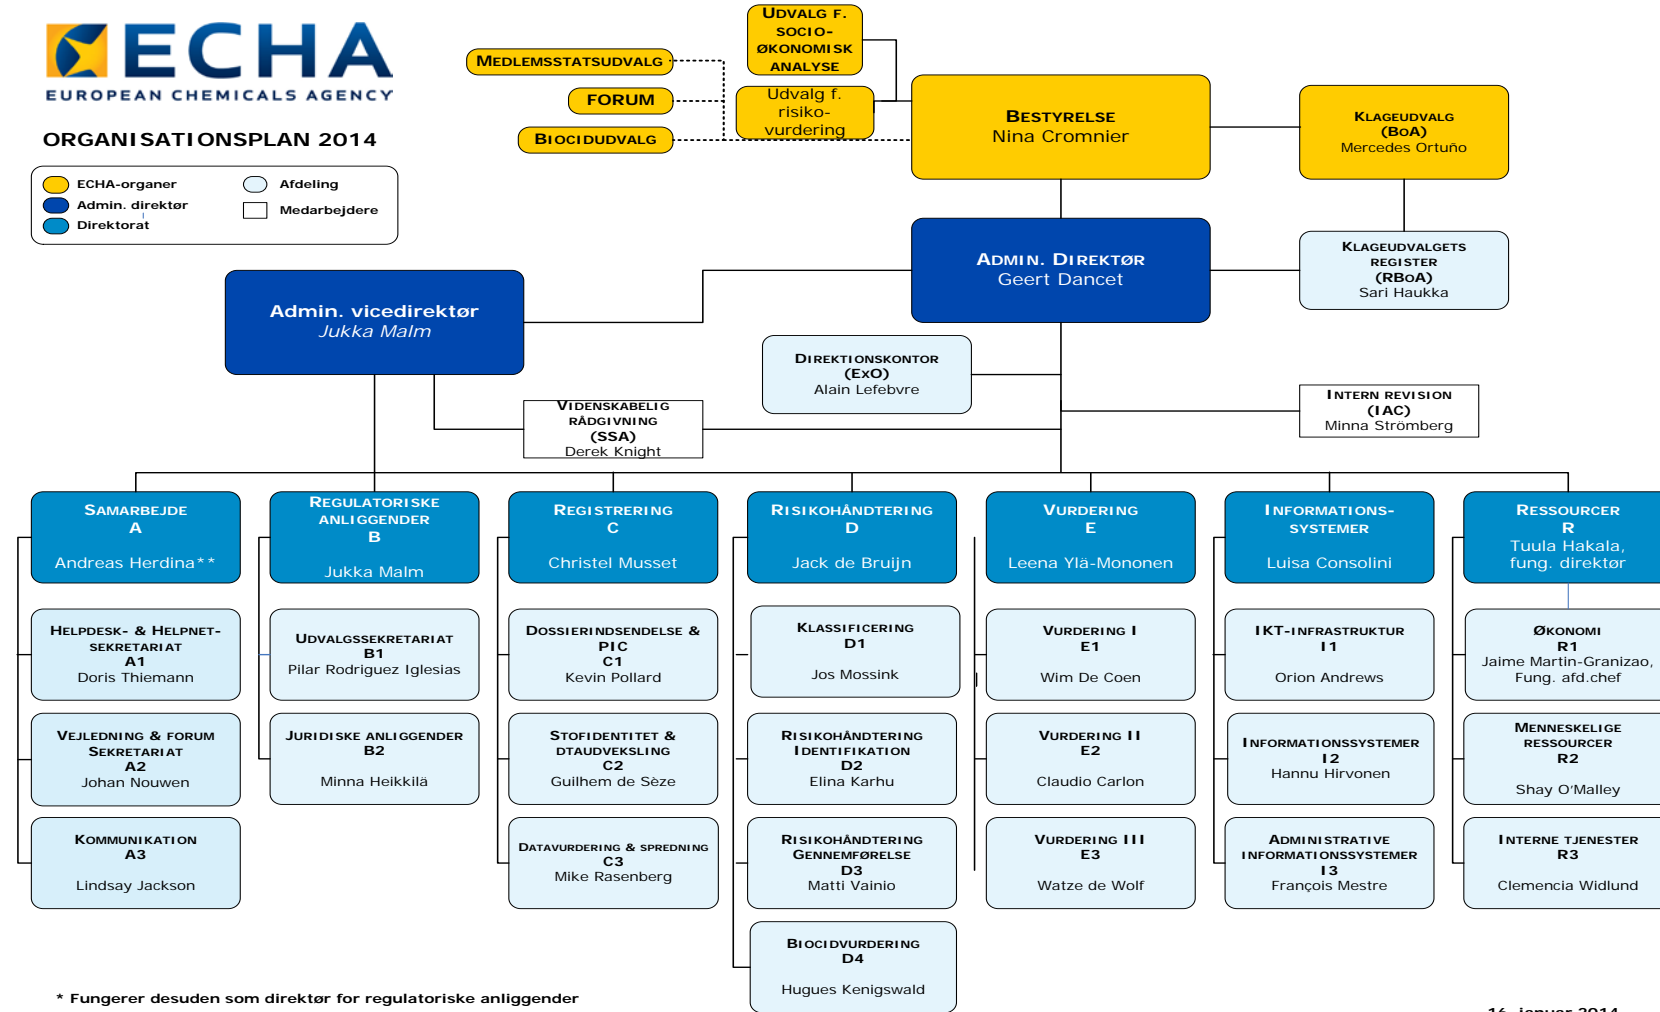 ECHA
EUROPEAN CHEMICALS AGENCY
ORGANISATIONSPLAN 2014
ECHA-organer
Admin. direktør
Direktorat
Afdeling
Medarbejdere
MEDLEMSSTATSUDVALG
FORUM
BIOCIDUDVALG
UDVALG F.
SOCIO-
ØKONOMISK
ANALYSE
Udvalg f.
risiko-
vurdering
BESTYRELSE
Nina Cromnier
KLAGEUDVALG
(BOA)
Mercedes Ortuño
ADMIN. DIREKTØR
Geert Dancet
KLAGEUDVALGETS
REGISTER
(RBOA)
Sari Haukka
Admin. vicedirektør
Jukka Malm
DIREKTIONSKONTOR
(EXO)
Alain Lefebvre
VIDENSKABELIG
RÅDGIVNING
(SSA)
Derek Knight
INTERN REVISION
(IAC)
Minna Strömberg
SAMARBEJDE
A
Andreas Herdina**
HELPDESK- & HELPNET-
SEKRETARIAT
A1
Doris Thiemann
VEJLEDNING & FORUM
SEKRETARIAT
A2
Johan Nouwen
KOMMUNIKATION
A3
Lindsay Jackson
REGULATORISKE
ANLIGGENDER
B
Jukka Malm
UDVALGSSEKRETARIAT
B1
Pilar Rodriguez Iglesias
JURIDISKE ANLIGGENDER
B2
Minna Heikkilä
REGISTRERING
C
Christel Musset
DOSSIERINDSENDELSE &
PIC
C1
Kevin Pollard
STOFIDENTITET &
DTAUDVEKSLING
C2
Guilhem de Sèze
DATAVURDERING & SPREDNING
C3
Mike Rasenberg
RISIKOHÅNDTERING
D
Jack de Bruijn
KLASSIFICERING
D1
Jos Mossink
RISIKOHÅNDTERING
IDENTIFIKATION
D2
Elina Karhu
RISIKOHÅNDTERING
GENNEMFØRELSE
D3
Matti Vainio
BIOCIDVURDERING
D4
Hugues Kenigswald
VURDERING
E
Leena Ylä-Mononen
VURDERING I
E1
Wim De Coen
VURDERING II
E2
Claudio Carlon
VURDERING III
E3
Watze de Wolf
INFORMATIONS-
SYSTEMER
Luisa Consolini
IKT-INFRASTRUKTUR
I1
Orion Andrews
INFORMATIONSSYSTEMER
I2
Hannu Hirvonen
ADMINISTRATIVE
INFORMATIONSSYSTEMER
I3
François Mestre
RESSOURCER
R
Tuula Hakala,
fung. direktør
ØKONOMI
R1
Jaime Martin-Granizao,
Fung. afd.chef
MENNESKELIGE
RESSOURCER
R2
Shay O'Malley
INTERNE TJENESTER
R3
Clemencia Widlund
* Fungerer desuden som direktør for regulatoriske anliggender
16. januar 2014